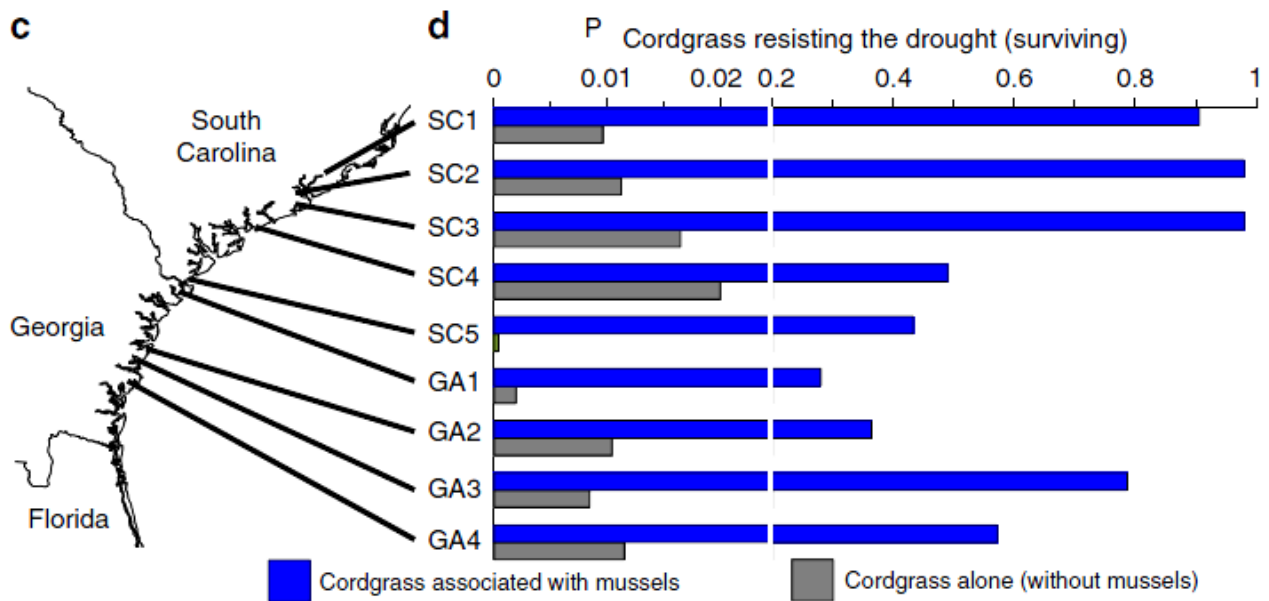 c
d
P
Cordgrass resisting the drought (surviving)
0 0.01 0.02 0.2 0.4 0.6 0.8 1
South
Carolina
Georgia
Florida
SC1
SC2
SC3
SC4
SC5
GA1
GA2
GA3
GA4
Cordgrass associated with mussels
Cordgrass alone (without mussels)